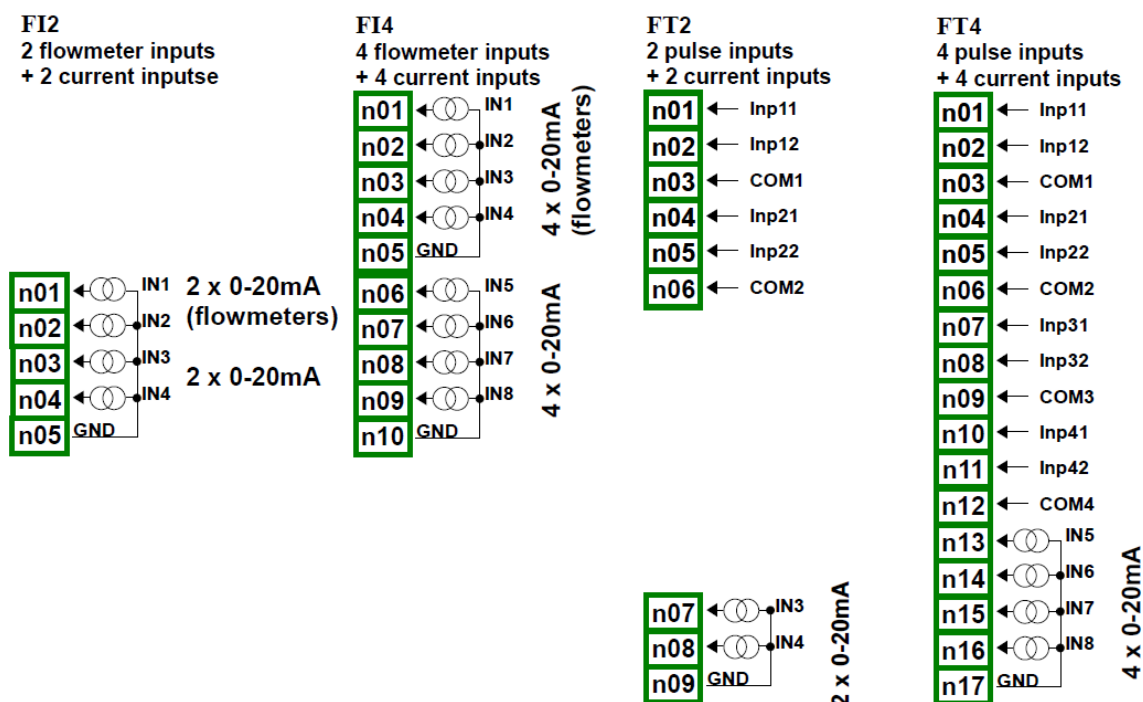 FI2
2 flowmeter inputs
+ 2 current inputse
n01 IN1
n02 IN2
n03 IN3
n04 IN4
n05 GND
2 x 0-20mA
(flowmeters)
2 x 0-20mA
FI4
4 flowmeter inputs
+ 4 current inputs
n01 IN1
n02 IN2
n03 IN3
n04 IN4
n05 GND
4 x 0-20mA
(flowmeters)
n06 IN5
n07 IN6
n08 IN7
n09 IN8
n10 GND
4 x 0-20mA
FT2
2 pulse inputs
+ 2 current inputs
n01 Inp11
n02 Inp12
n03 COM1
n04 Inp21
n05 Inp22
n06 COM2
n07 IN3
n08 IN4
n09 GND
2 x 0-20mA
FT4
4 pulse inputs
+ 4 current inputs
n01 Inp11
n02 Inp12
n03 COM1
n04 Inp21
n05 Inp22
n06 COM2
n07 Inp31
n08 Inp32
n09 COM3
n10 Inp41
n11 Inp42
n12 COM4
n13 IN5
n14 IN6
n15 IN7
n16 IN8
n17 GND
4 x 0-20mA